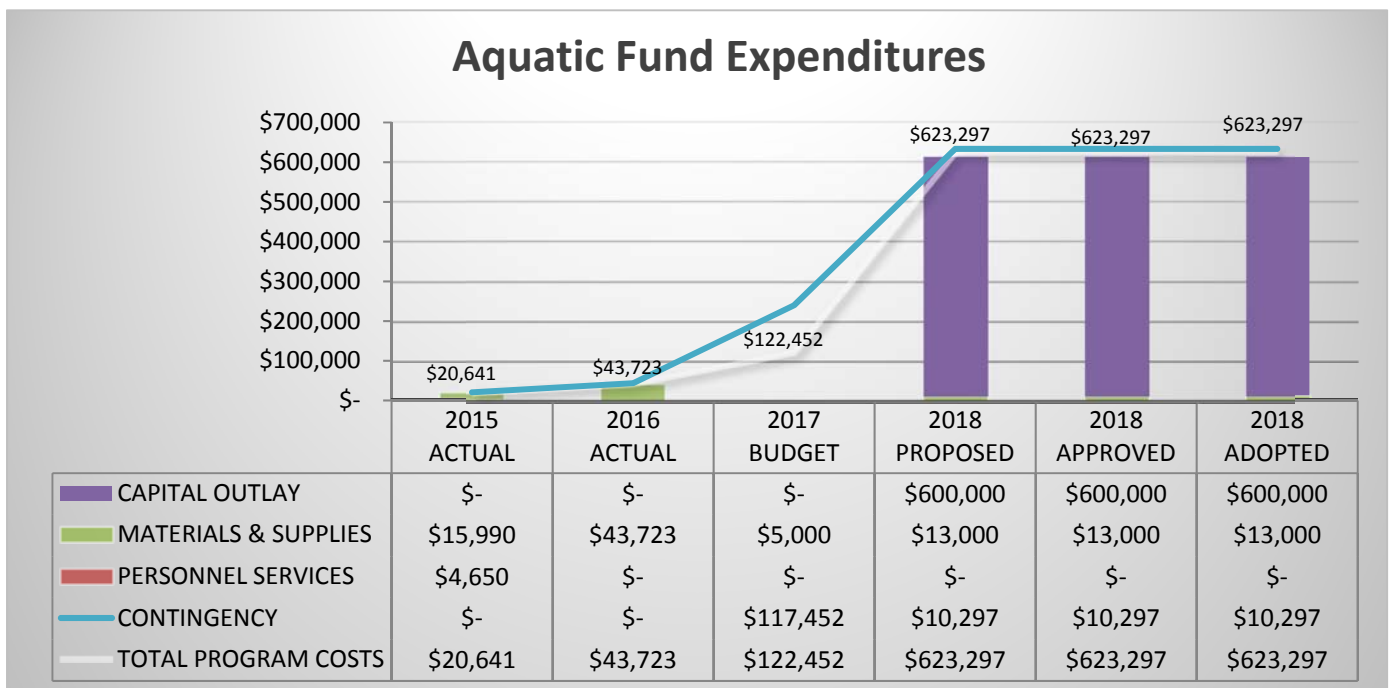 Aquatic Fund Expenditures
$700,000
$600,000
$500,000
$400,000
$300,000
$200,000
$100,000
$-
$20,641
$43,723
$122,452
$623,297
$623,297
$623,297
2015 ACTUAL 2016 ACTUAL 2017 BUDGET 2018 PROPOSED 2018 APPROVED 2018 ADOPTED
CAPITAL OUTLAY $- $- $- $600,000 $600,000 $600,000
MATERIALS & SUPPLIES $15,990 $43,723 $5,000 $13,000 $13,000 $13,000
PERSONNEL SERVICES $4,650 $- $- $- $- $-
CONTINGENCY $- $- $117,452 $10,297 $10,297 $10,297
TOTAL PROGRAM COSTS $20,641 $43,723 $122,452 $623,297 $623,297 $623,297